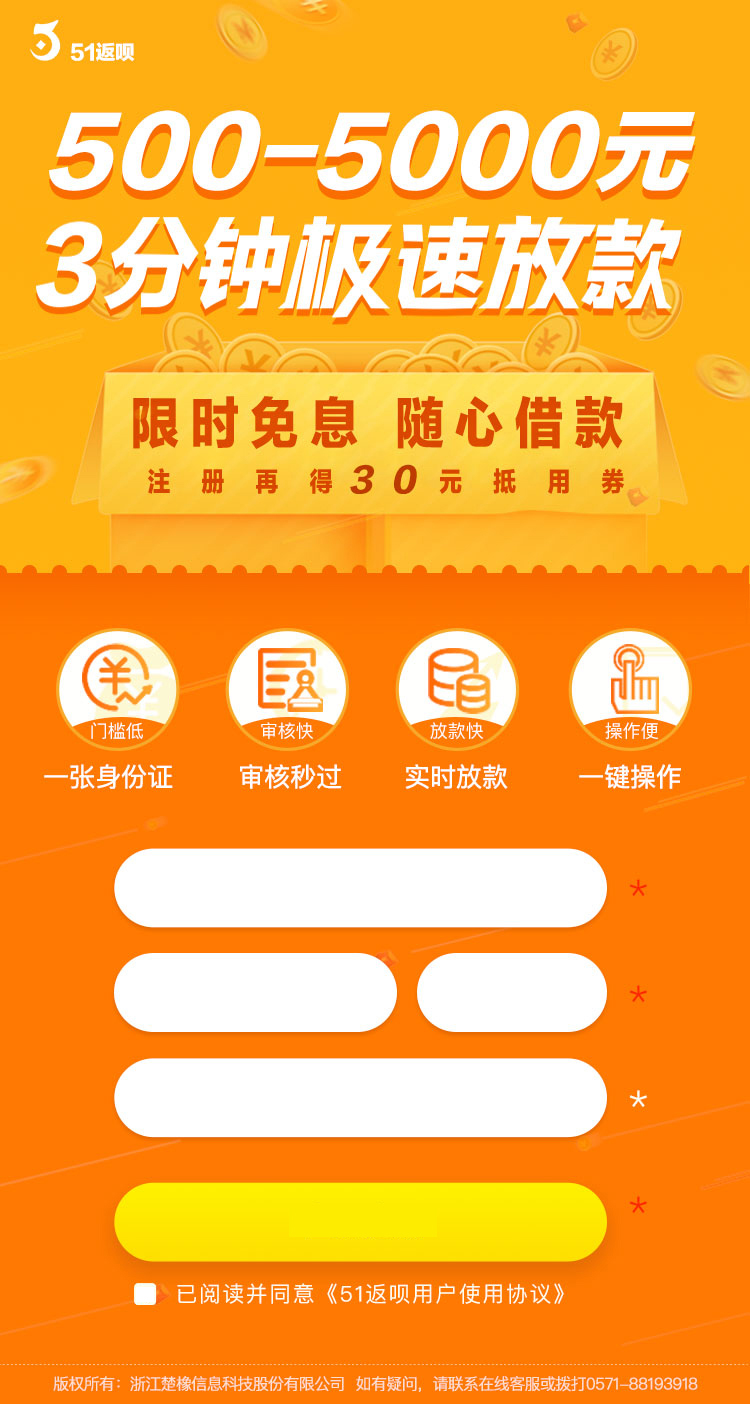 51返呗
500-5000元
3分钟极速放款
限时免息 随心借款
注册再得30元抵用券
门槛低 审核快 放款快 操作便
一张身份证 审核秒过 实时放款 一键操作
*
*
*
*
已阅读并同意《51返呗用户使用协议》
版权所有：浙江楚橡信息科技股份有限公司 如有疑问，请联系在线客服或拨打0571-88193918